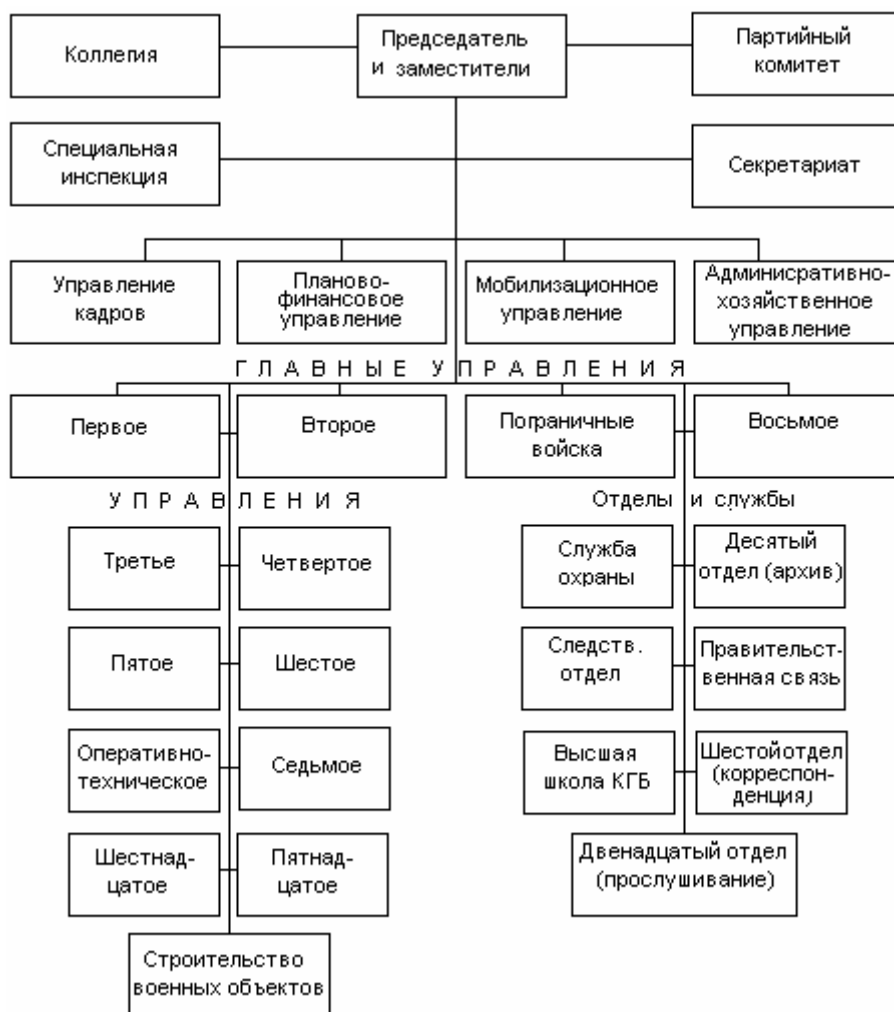 Коллегия
Председатель
и заместители
Партийный
комитет
Специальная
инспекция
Секретариат
Управление
кадров
Планово-
финансовое
управление
Мобилизационное
управление
Админисративно-
хозяйственное
управление
ГЛАВНЫЕ УПРАВЛЕНИЯ
Первое
Второе
Пограничные
войска
Восьмое
УПРАВЛЕНИЯ
Отделы и службы
Третье
Четвертое
Служба
охраны
Десятый
отдел (архив)
Пятое
Шестое
Следств.
отдел
Правительст-
венная связь
Оперативно-
техническое
Седьмое
Высшая
школа КГБ
Шестойотдел
(корреспон-
денция)
Шестнад-
цатое
Пятнад-
цатое
Двенадцатый отдел
(прослушивание)
Строительство
военных объектов